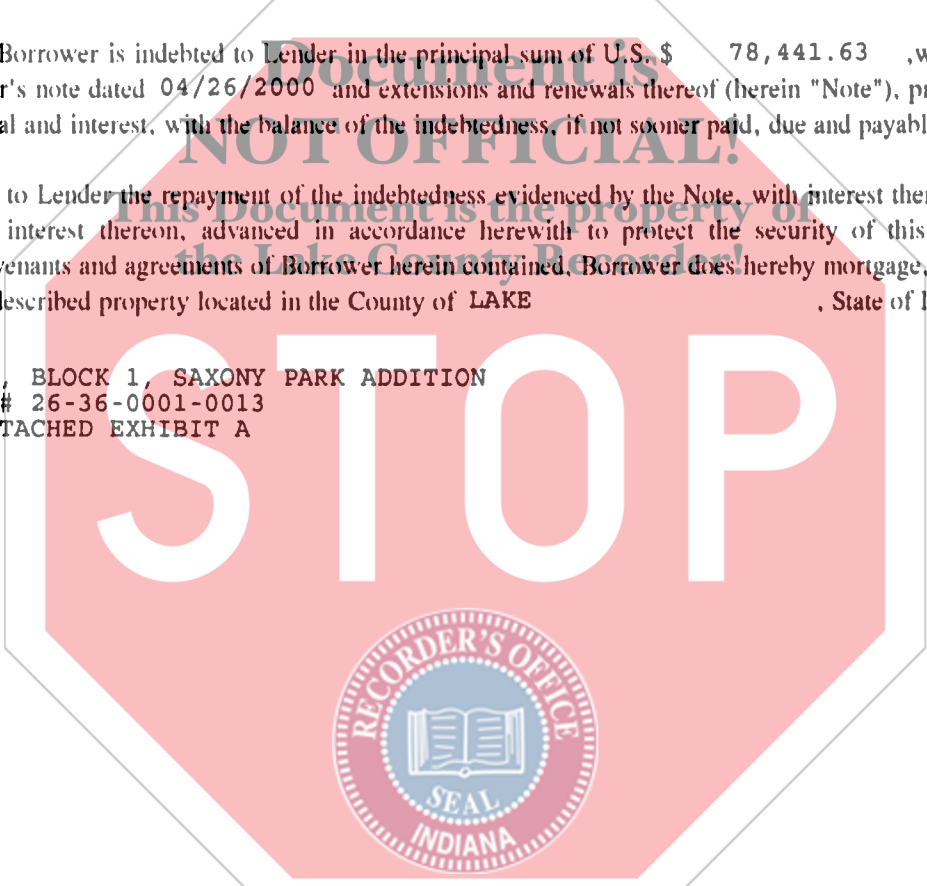 Borrower is indebted to Lender in the principal sum of U.S. $ 78,441.63 ,w
r's note dated 04/26/2000 and extensions and renewals thereof (herein "Note"), pr
al and interest, with the balance of the indebtedness, if not sooner paid, due and payabl
to Lender the repayment of the indebtedness evidenced by the Note, with interest ther
interest thereon, advanced in accordance herewith to protect the security of this
venants and agreements of Borrower herein contained, Borrower does hereby mortgage,
described property located in the County of LAKE , State of I
, BLOCK 1, SAXONY PARK ADDITION
# 26-36-0001-0013
TACHED EXHIBIT A
Document is
NOT OFFICIAL!
This Document is the property of
the Lake County Recorder!
STOP
RECORDER'S OFFICE
SEAL
INDIANA